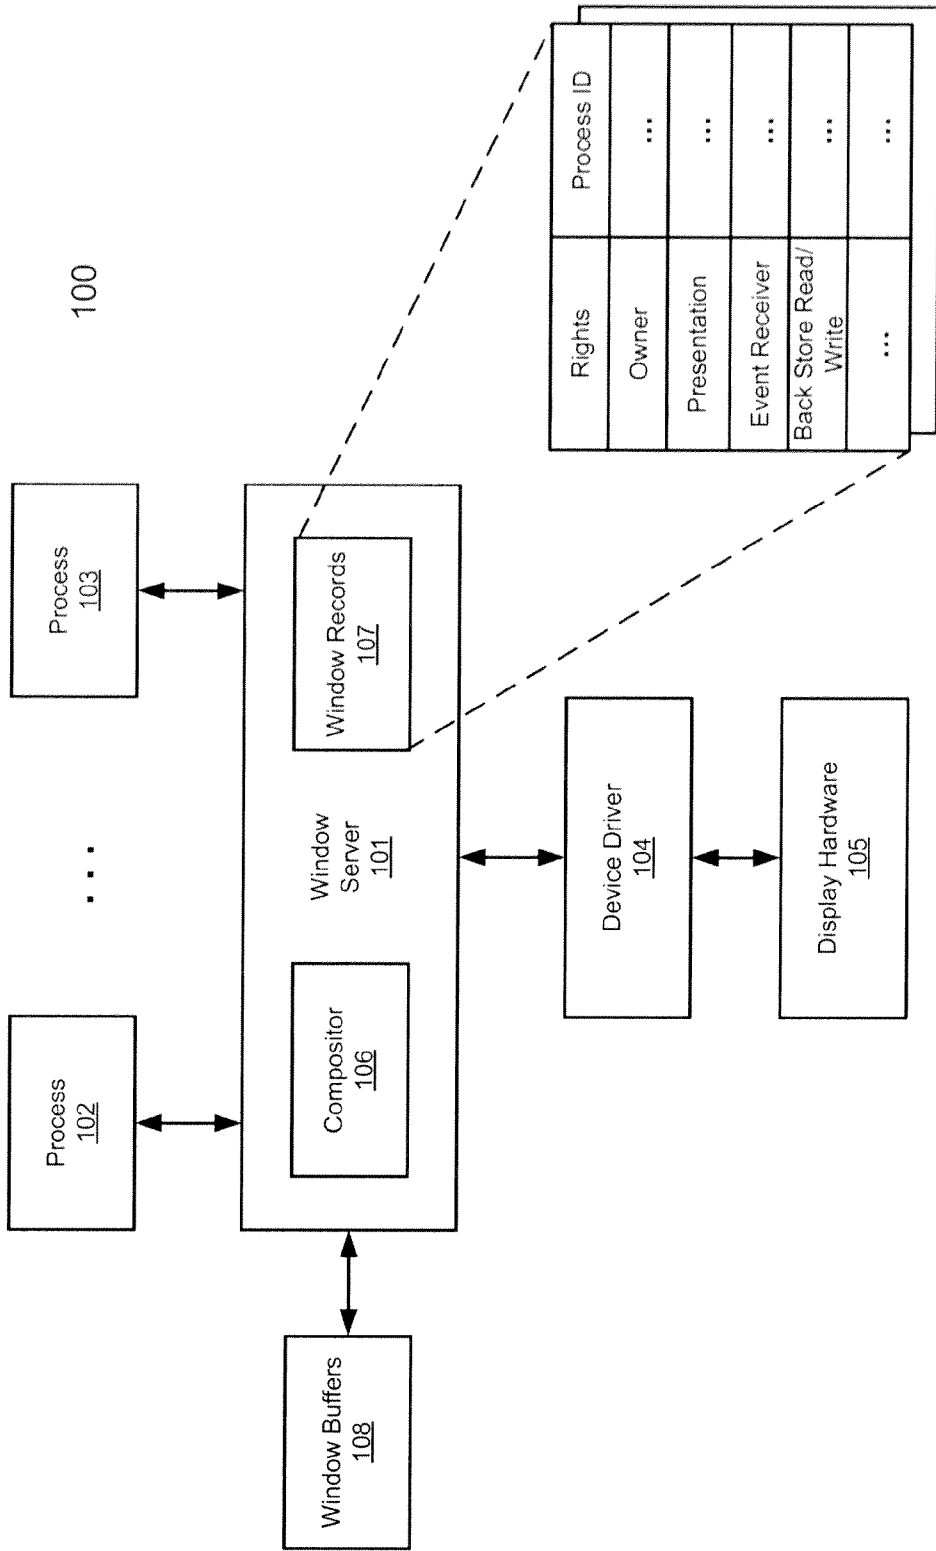 100
Process
102
. . .
Process
103
Window Buffers
108
Compositor
106
Window
Server
101
Window Records
107
Device Driver
104
Display Hardware
105
Rights
Process ID
Owner
...
Presentation
...
Event Receiver
...
Back Store Read/
Write
...
...
...